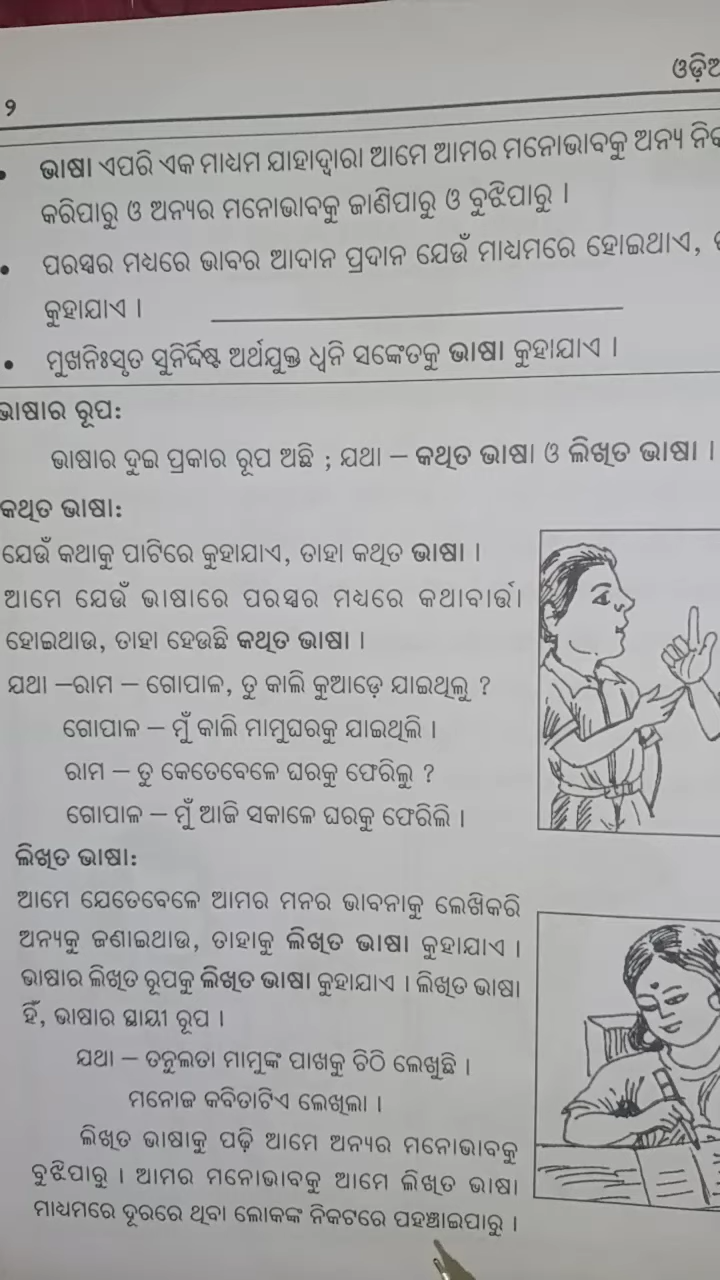 ଓଡ଼ିଆ
୨
• ଭାଷା ଏପରି ଏକ ମାଧ୍ୟମ ଯାହାଦ୍ୱାରା ଆମେ ଆମର ମନୋଭାବକୁ ଅନ୍ୟ
କରିପାରୁ ଓ ଅନ୍ୟର ମନୋଭାବକୁ ଜାଣିପାରୁ ଓ ବୁଝିପାରୁ ।
• ପରସ୍ପର ମଧ୍ୟରେ ଭାବର ଆଦାନ ପ୍ରଦାନ ଯେଉଁ ମାଧ୍ୟମରେ ହୋଇଥାଏ,
କୁହାଯାଏ ।
• ମୁଖନିଃସୃତ ସୁନିର୍ଦ୍ଦିଷ୍ଟ ଅର୍ଥଯୁକ୍ତ ଧ୍ୱନି ସଙ୍କେତକୁ ଭାଷା କୁହାଯାଏ ।
ଭାଷାର ରୂପ:
ଭାଷାର ଦୁଇ ପ୍ରକାର ରୂପ ଅଛି ; ଯଥା – କଥିତ ଭାଷା ଓ ଲିଖିତ ଭାଷା ।
କଥିତ ଭାଷା:
ଯେଉଁ କଥାକୁ ପାଟିରେ କୁହାଯାଏ, ତାହା କଥିତ ଭାଷା ।
ଆମେ ଯେଉଁ ଭାଷାରେ ପରସ୍ପର ମଧ୍ୟରେ କଥାବାର୍ତ୍ତା
ହୋଇଥାଉ, ତାହା ହେଉଛି କଥିତ ଭାଷା ।
ଯଥା –ରାମ – ଗୋପାଳ, ତୁ କାଲି କୁଆଡ଼େ ଯାଇଥିଲୁ ?
ଗୋପାଳ – ମୁଁ କାଲି ମାମୁଘରକୁ ଯାଇଥିଲି ।
ରାମ – ତୁ କେତେବେଳେ ଘରକୁ ଫେରିଲୁ ?
ଗୋପାଳ – ମୁଁ ଆଜି ସକାଳେ ଘରକୁ ଫେରିଲି ।
ଲିଖିତ ଭାଷା:
ଆମେ ଯେତେବେଳେ ଆମର ମନର ଭାବନାକୁ ଲେଖିକରି
ଅନ୍ୟକୁ ଜଣାଇଥାଉ, ତାହାକୁ ଲିଖିତ ଭାଷା କୁହାଯାଏ ।
ଭାଷାର ଲିଖିତ ରୂପକୁ ଲିଖିତ ଭାଷା କୁହାଯାଏ । ଲିଖିତ ଭାଷା
ହିଁ, ଭାଷାର ସ୍ଥାୟୀ ରୂପ ।
ଯଥା – ତନୁଲତା ମାମୁଙ୍କ ପାଖକୁ ଚିଠି ଲେଖୁଛି ।
ମନୋଜ କବିତାଟିଏ ଲେଖିଲା ।
ଲିଖିତ ଭାଷାକୁ ପଢ଼ି ଆମେ ଅନ୍ୟର ମନୋଭାବକୁ
ବୁଝିପାରୁ । ଆମର ମନୋଭାବକୁ ଆମେ ଲିଖିତ ଭାଷା
ମାଧ୍ୟମରେ ଦୂରରେ ଥିବା ଲୋକଙ୍କ ନିକଟରେ ପହଞ୍ଚାଇପାରୁ ।